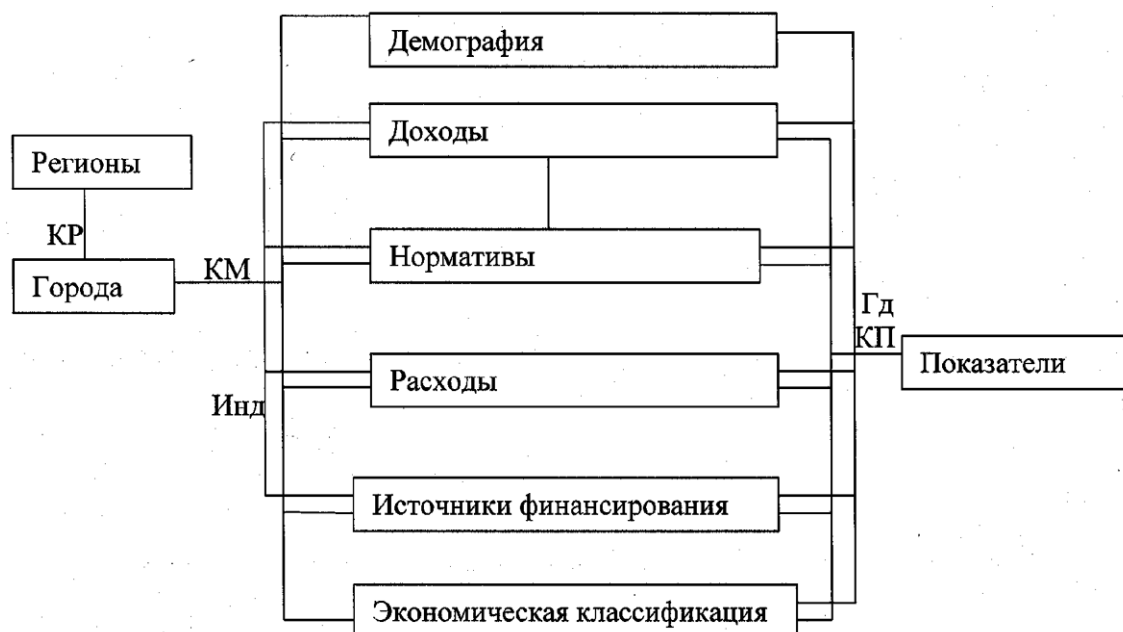 Демография
Доходы
Регионы
КР
Города
КМ
Нормативы
Гд
КП
Показатели
Расходы
Инд
Источники финансирования
Экономическая классификация